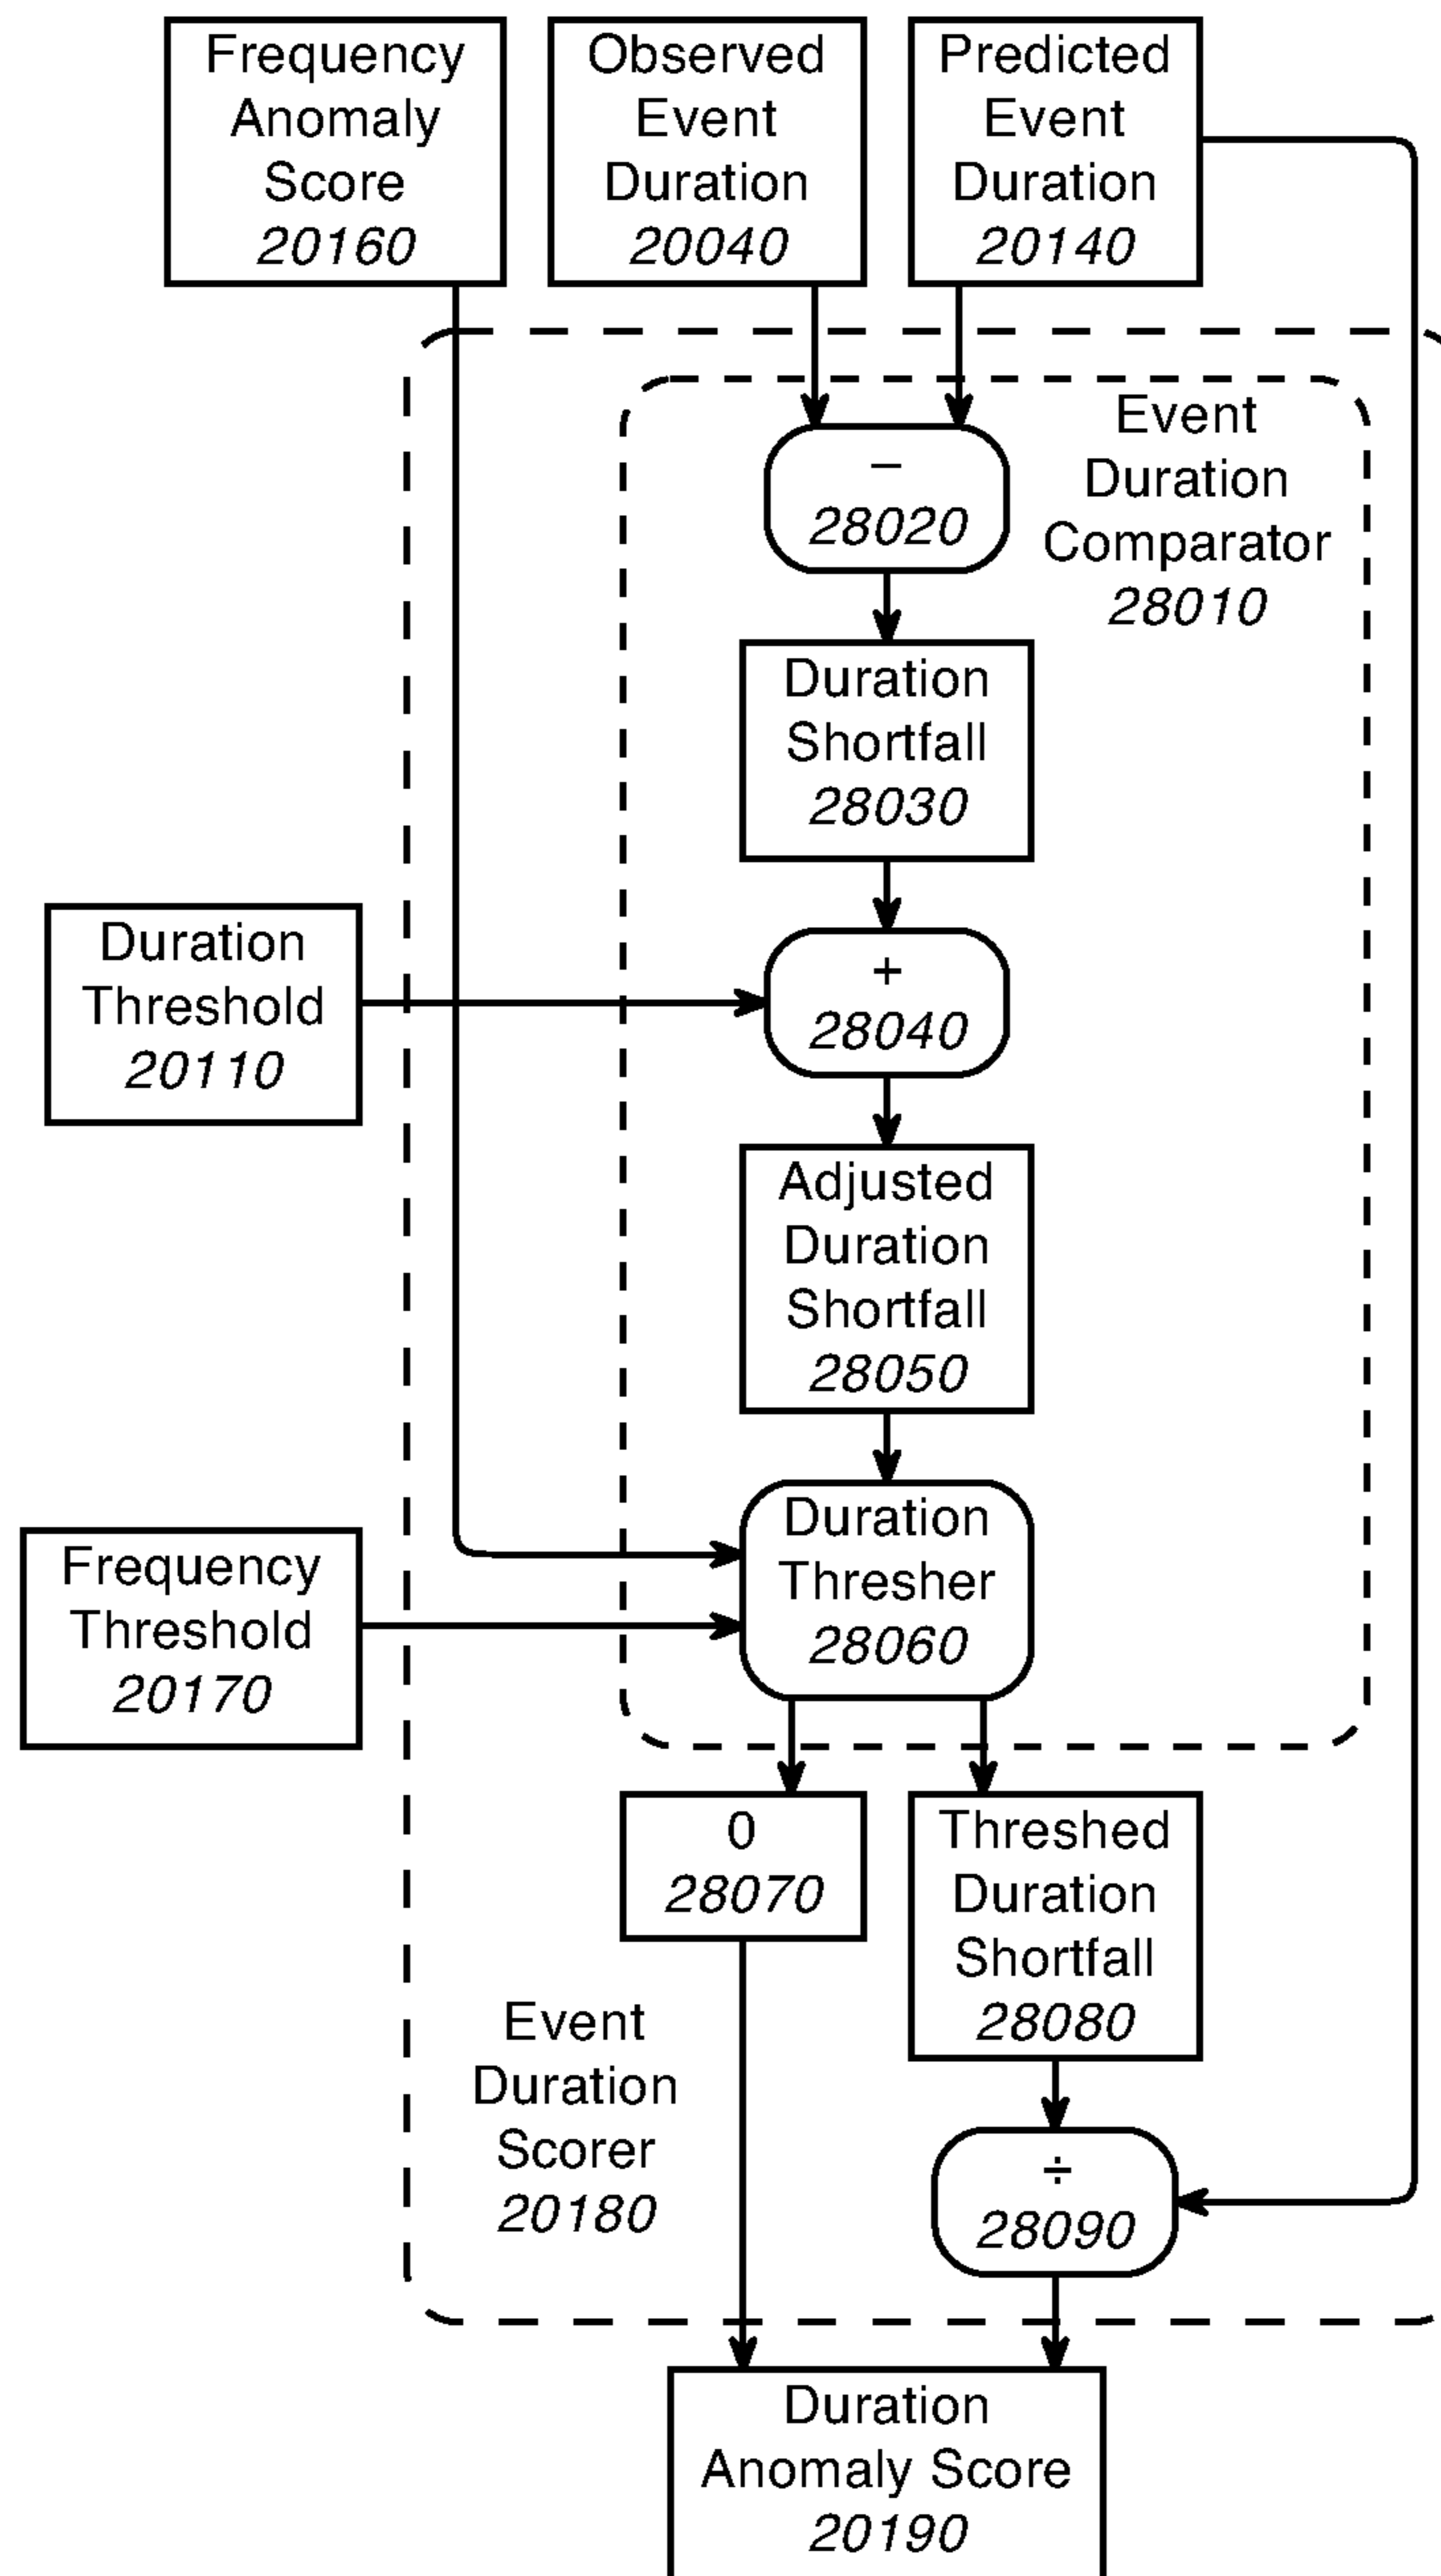 Frequency
Anomaly
Score
20160
Observed
Event
Duration
20040
Predicted
Event
Duration
20140
Event
Duration
Comparator
28010
–
28020
Duration
Shortfall
28030
Duration
Threshold
20110
+
28040
Adjusted
Duration
Shortfall
28050
Frequency
Threshold
20170
Duration
Thresher
28060
0
28070
Threshed
Duration
Shortfall
28080
Event
Duration
Scorer
20180
÷
28090
Duration
Anomaly Score
20190